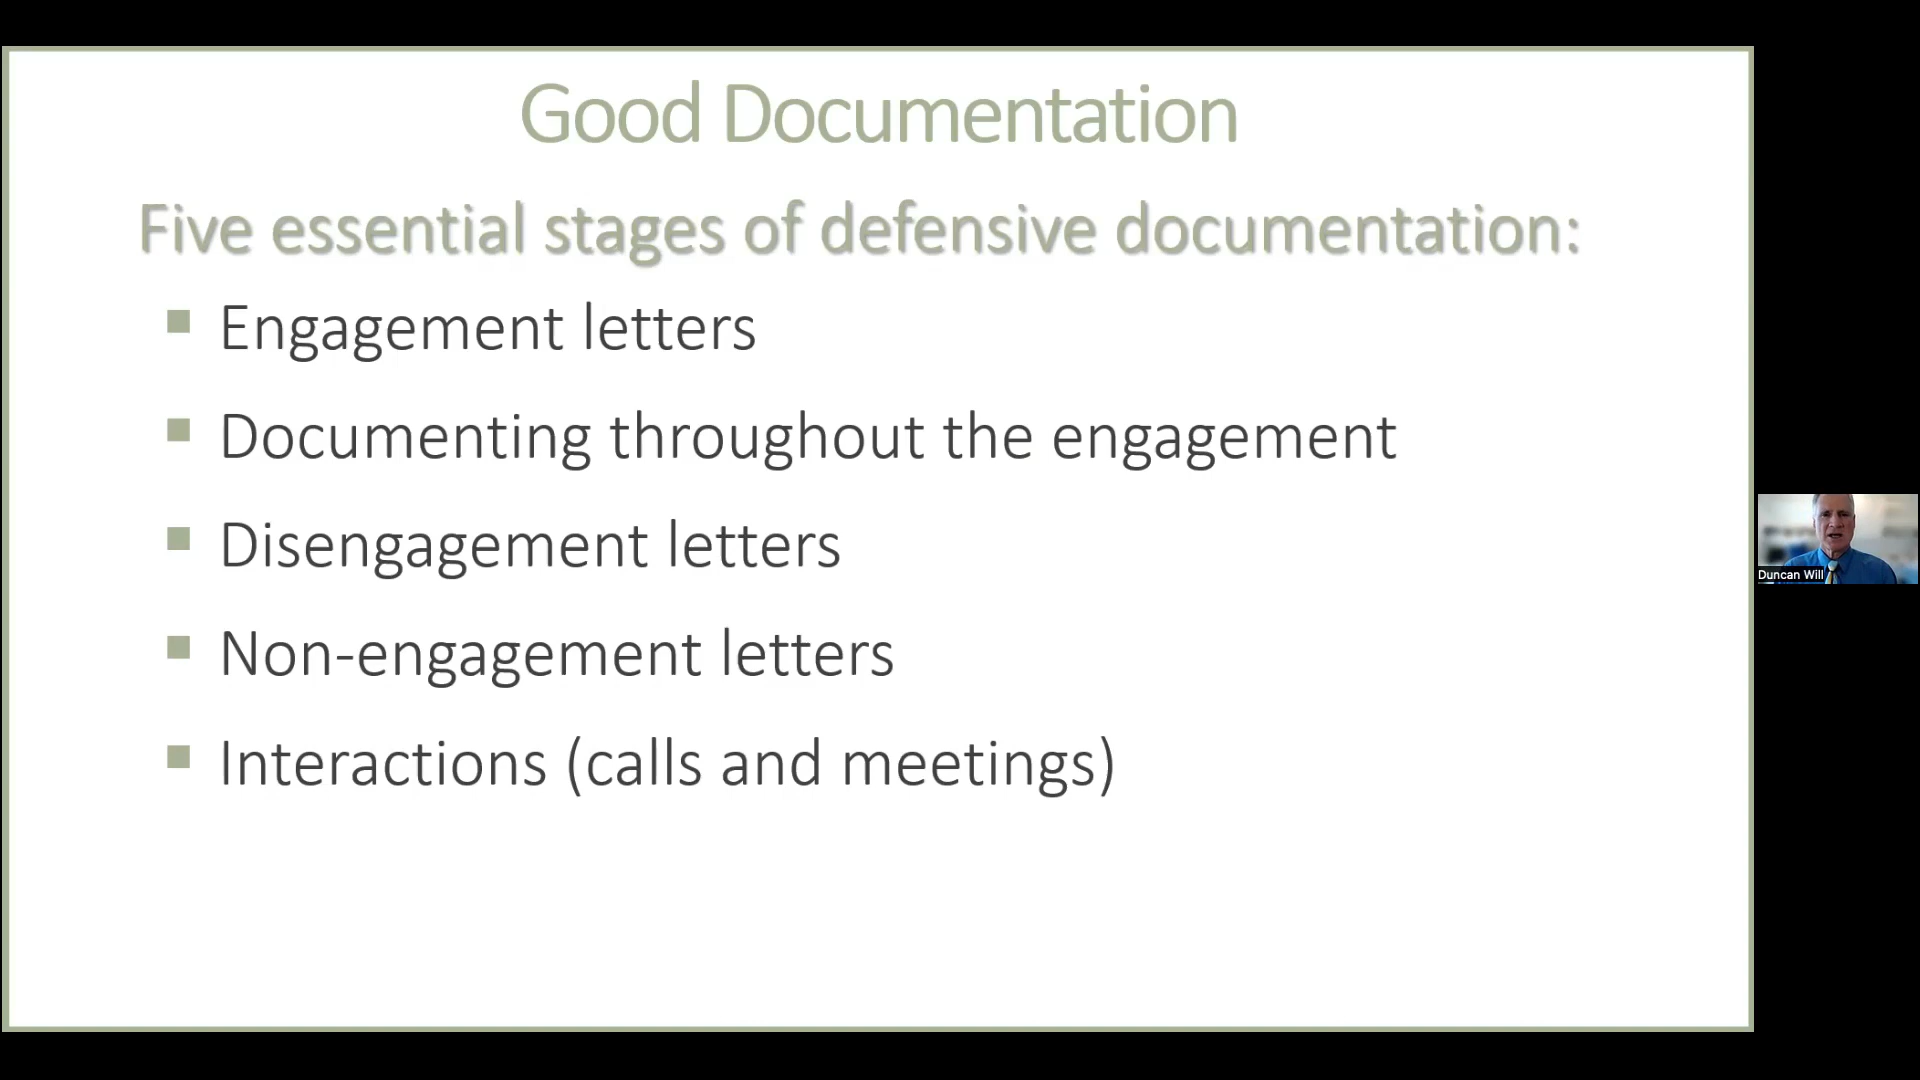 Good Documentation
Five essential stages of defensive documentation:
Engagement letters
Documenting throughout the engagement
Disengagement letters
Non-engagement letters
Interactions (calls and meetings)
Duncan Will